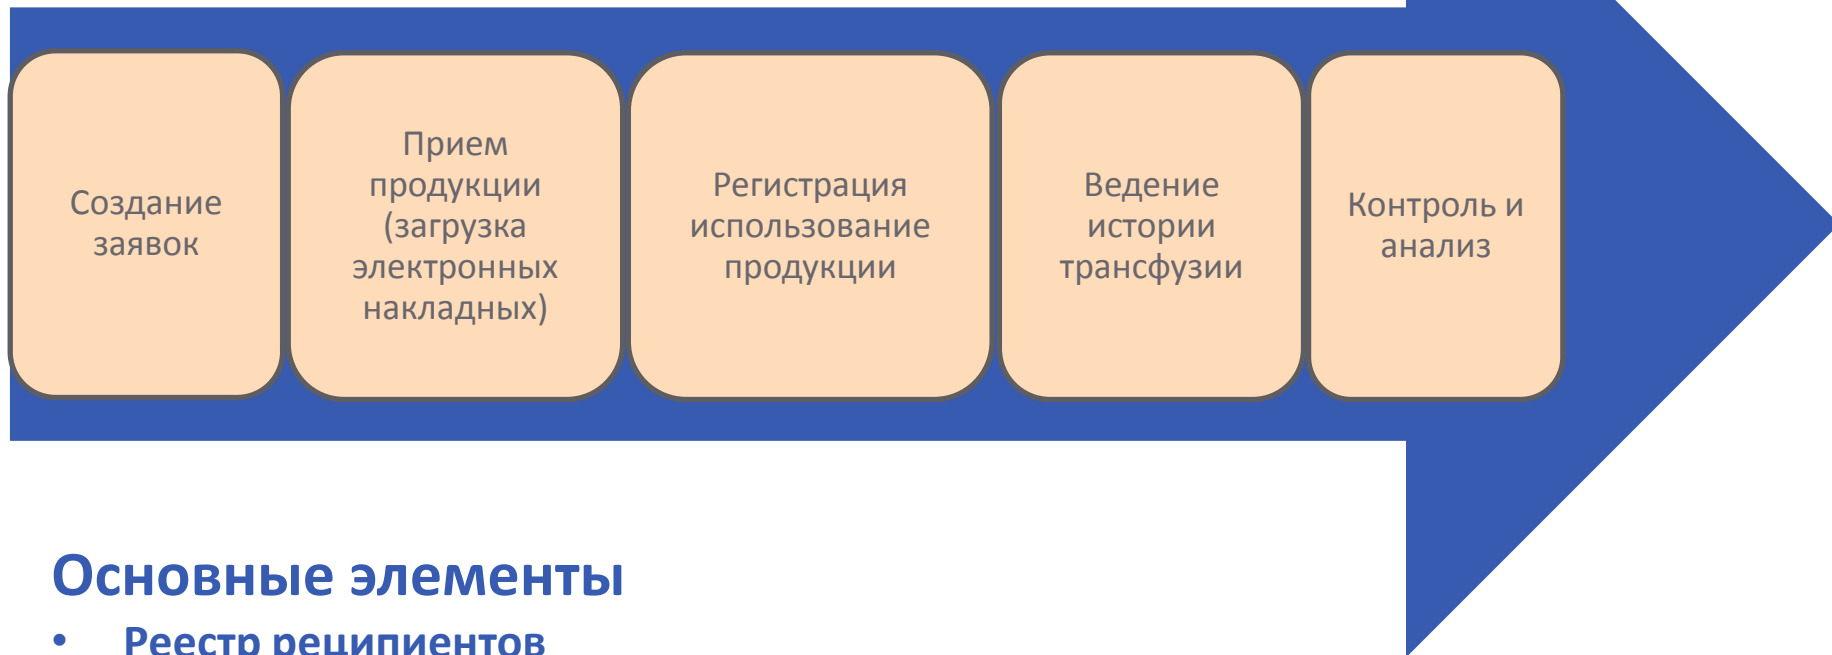 Создание
заявок
Прием
продукции
(загрузка
электронных
накладных)
Регистрация
использование
продукции
Ведение
истории
трансфузии
Контроль и
анализ
Основные элементы
• Реестр реципиентов